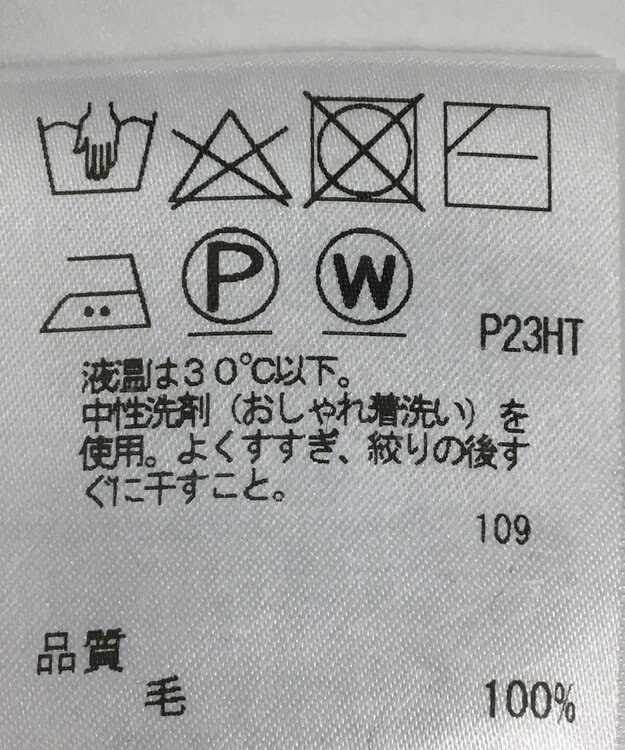 P
W
P23HT
液温は30℃以下。
中性洗剤（おしゃれ着洗い）を
使用。よくすすぎ、絞りの後す
ぐに干すこと。
109
品質
毛 100%